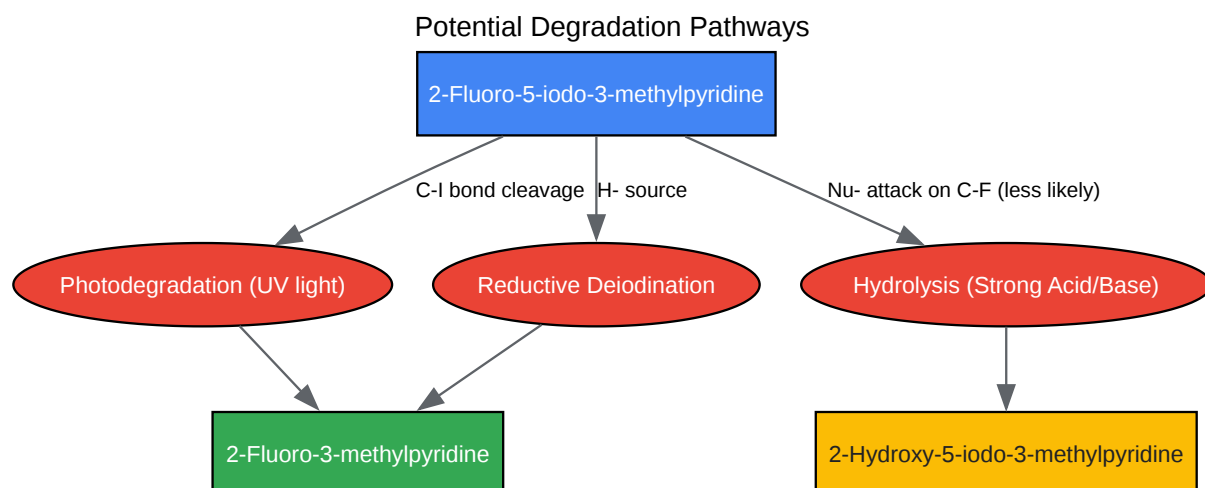 Potential Degradation Pathways
2-Fluoro-5-iodo-3-methylpyridine
C-I bond cleavage
H- source
Nu- attack on C-F (less likely)
Photodegradation (UV light)
Reductive Deiodination
Hydrolysis (Strong Acid/Base)
2-Fluoro-3-methylpyridine
2-Hydroxy-5-iodo-3-methylpyridine